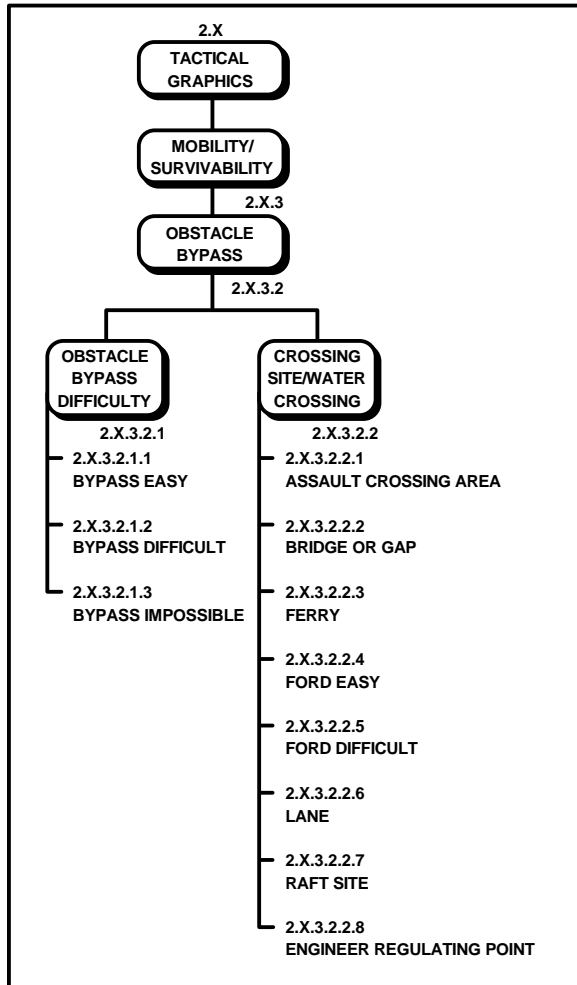 2.X
TACTICAL
GRAPHICS
MOBILITY/
SURVIVABILITY
2.X.3
OBSTACLE
BYPASS
2.X.3.2
OBSTACLE
BYPASS
DIFFICULTY
2.X.3.2.1
2.X.3.2.1.1
BYPASS EASY
2.X.3.2.1.2
BYPASS DIFFICULT
2.X.3.2.1.3
BYPASS IMPOSSIBLE
CROSSING
SITE/WATER
CROSSING
2.X.3.2.2
2.X.3.2.2.1
ASSAULT CROSSING AREA
2.X.3.2.2.2
BRIDGE OR GAP
2.X.3.2.2.3
FERRY
2.X.3.2.2.4
FORD EASY
2.X.3.2.2.5
FORD DIFFICULT
2.X.3.2.2.6
LANE
2.X.3.2.2.7
RAFT SITE
2.X.3.2.2.8
ENGINEER REGULATING POINT